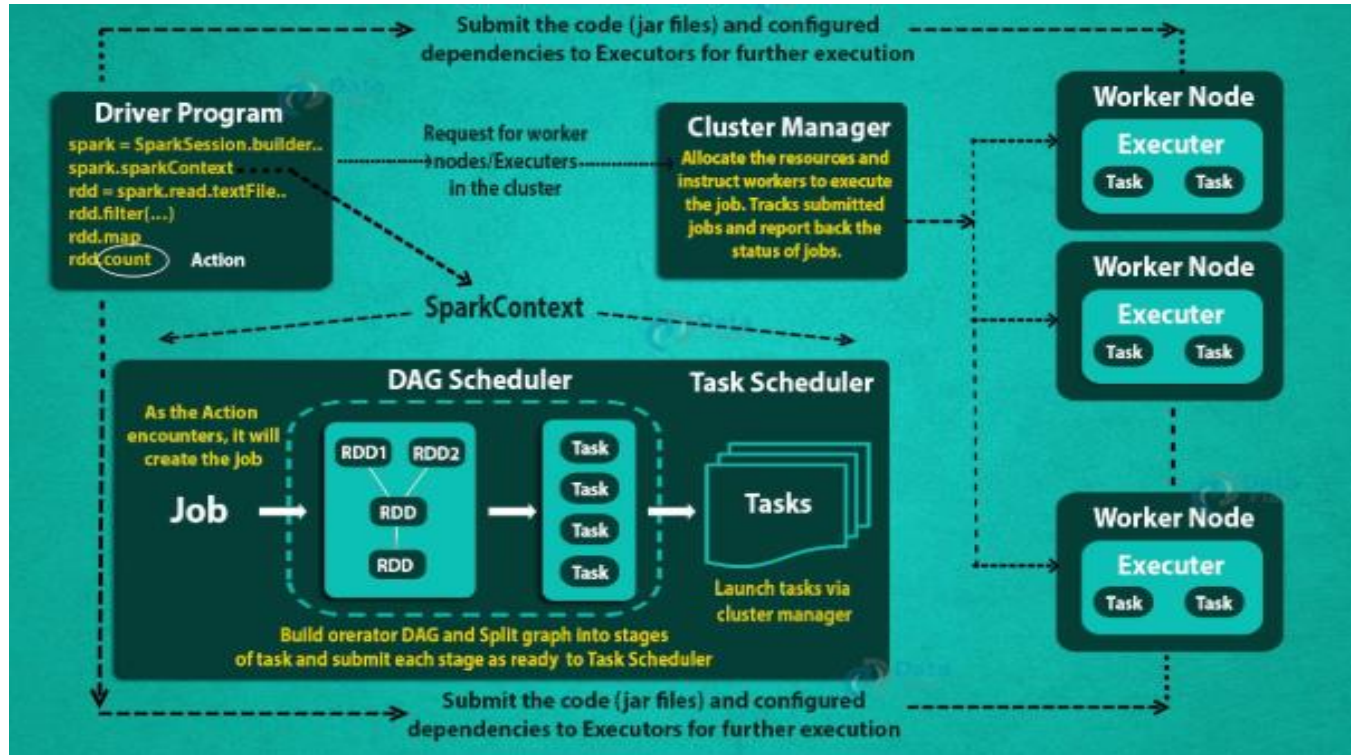 Submit the code (jar files) and configured
dependencies to Executors for further execution
Driver Program
spark = SparkSession.builder..
spark.sparkContext
rdd = spark.read.textFile..
rdd.filter(...)
rdd.map
rdd.count
Action
Request for worker
nodes/Executers
in the cluster
Cluster Manager
Allocate the resources and
instruct workers to execute
the job. Tracks submitted
jobs and report back the
status of jobs.
Worker Node
Executer
Task Task
Worker Node
Executer
Task Task
Worker Node
Executer
Task Task
SparkContext
DAG Scheduler
Task Scheduler
As the Action
encounters, it will
create the job
Job
RDD1 RDD2
RDD
RDD
Task
Task
Task
Task
Tasks
Launch tasks via
cluster manager
Build orerator DAG and Split graph into stages
of task and submit each stage as ready to Task Scheduler
Submit the code (jar files) and configured
dependencies to Executors for further execution